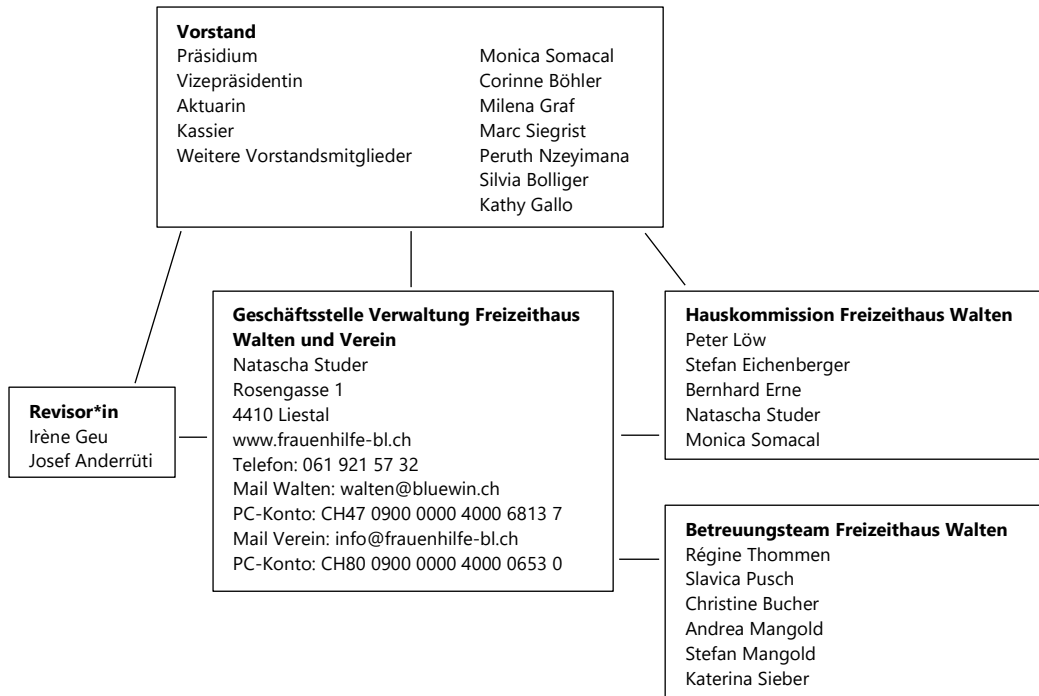 Vorstand
Präsidium Monica Somacal
Vizepräsidentin Corinne Böhler
Aktuarin Milena Graf
Kassier Marc Siegrist
Weitere Vorstandsmitglieder Peruth Nzeyimana
Silvia Bolliger
Kathy Gallo
Geschäftsstelle Verwaltung Freizeithaus
Walten und Verein
Natascha Studer
Rosengasse 1
4410 Liestal
www.frauenhilfe-bl.ch
Telefon: 061 921 57 32
Mail Walten: walten@bluewin.ch
PC-Konto: CH47 0900 0000 4000 6813 7
Mail Verein: info@frauenhilfe-bl.ch
PC-Konto: CH80 0900 0000 4000 0653 0
Hauskommission Freizeithaus Walten
Peter Löw
Stefan Eichenberger
Bernhard Erne
Natascha Studer
Monica Somacal
Revisor*in
Irène Geu
Josef Anderrüti
Betreuungsteam Freizeithaus Walten
Régine Thommen
Slavica Pusch
Christine Bucher
Andrea Mangold
Stefan Mangold
Katerina Sieber